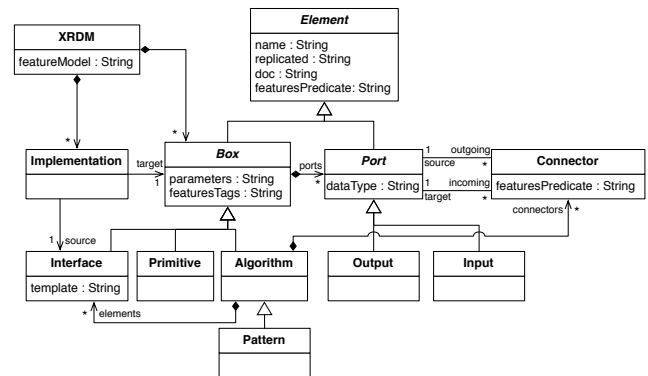 Element
name : String
replicated : String
doc : String
featuresPredicate: String
XRDM
featureModel : String
*
*
Implementation
target
1
Box
parameters : String
featuresTags : String
ports
*
Port
dataType : String
1 outgoing
source *
1 incoming
target *
Connector
featuresPredicate : String
connectors *
1 source
Interface
template : String
Primitive
Algorithm
Output
Input
* elements
Pattern